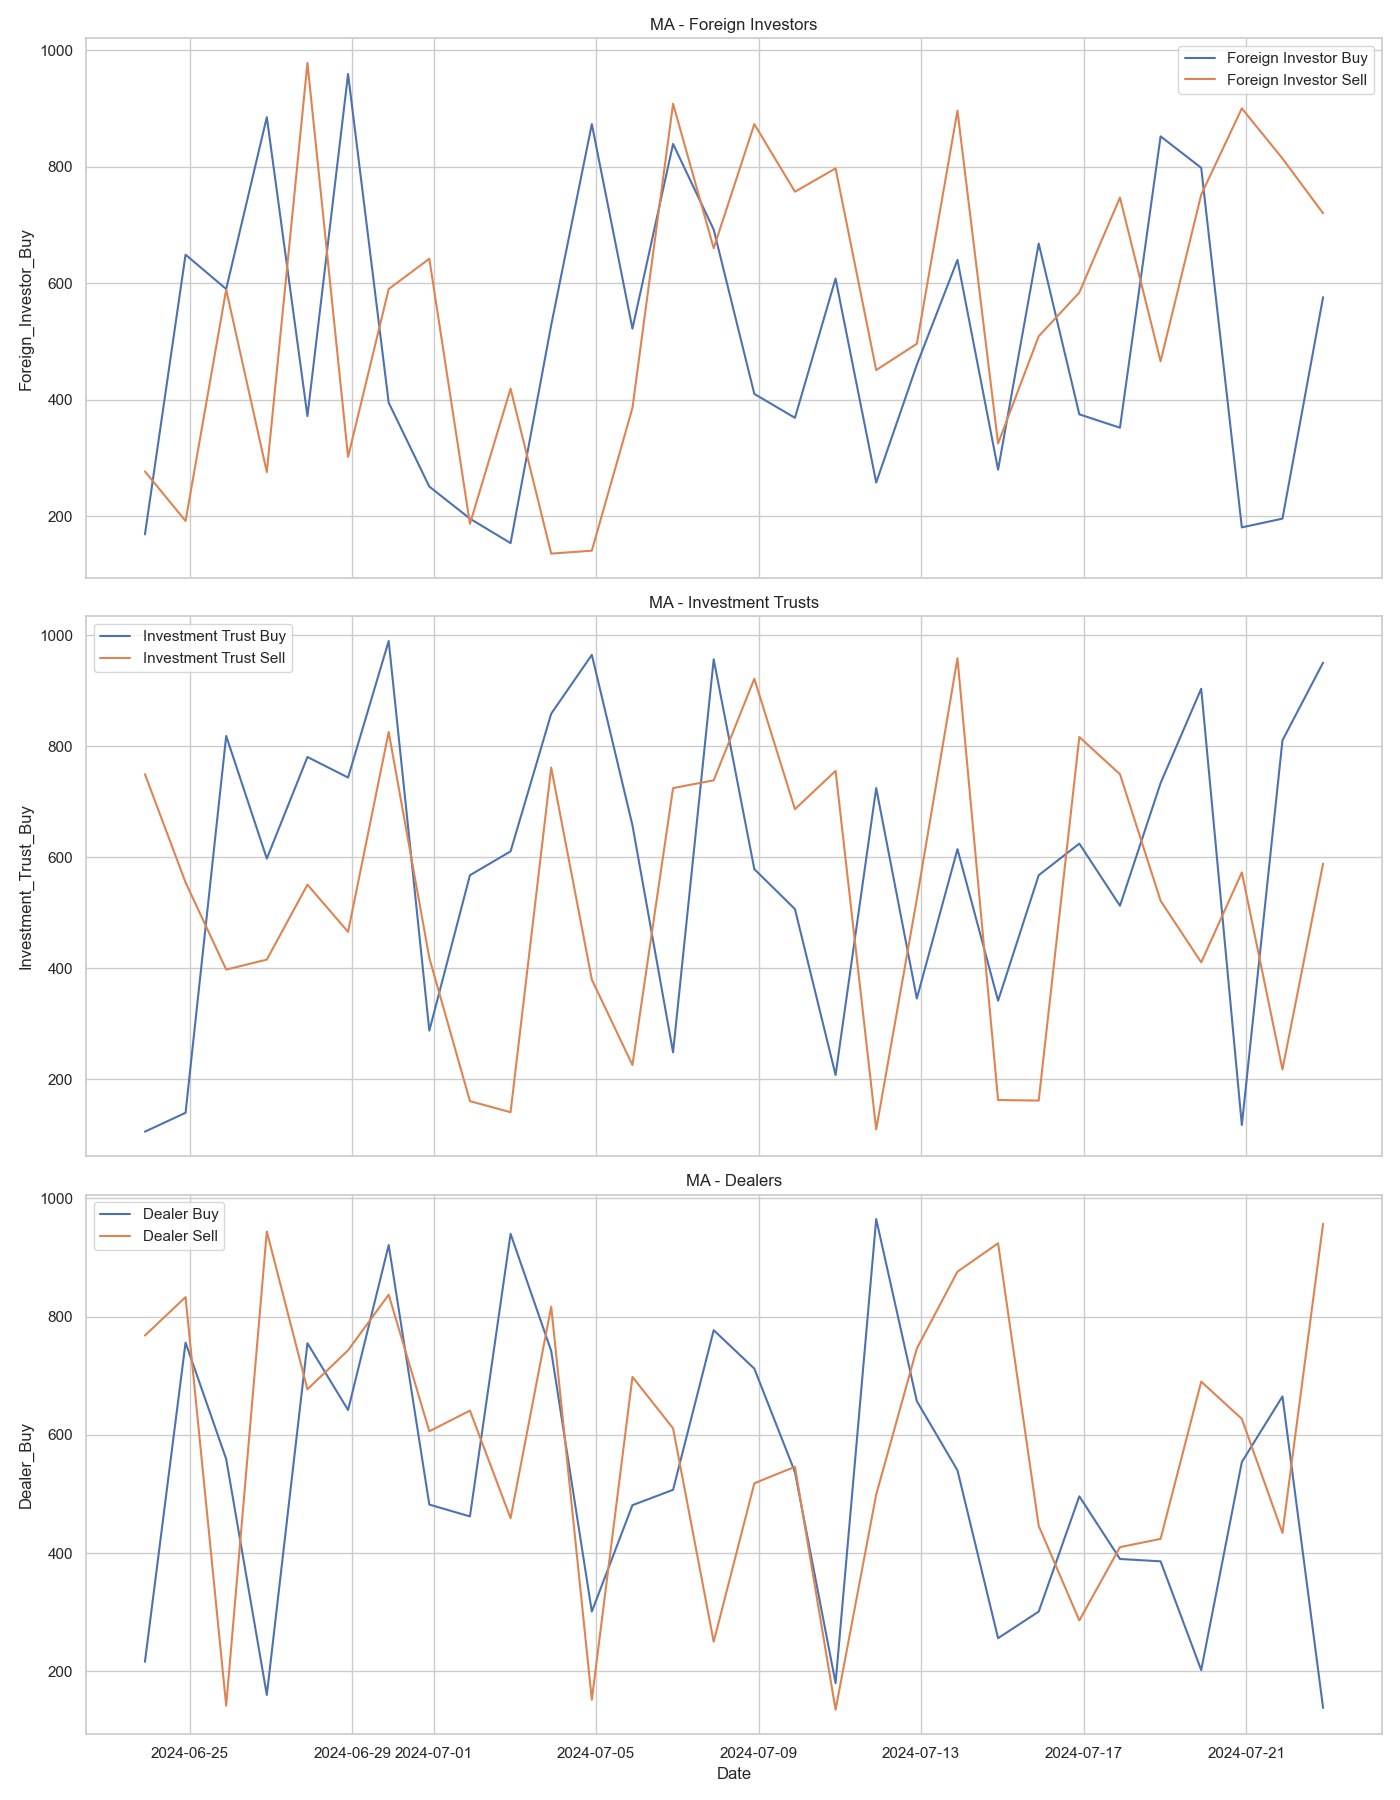 MA - Foreign Investors
Foreign_Investor_Buy
1000
800
600
400
200
Foreign Investor Buy
Foreign Investor Sell
MA - Investment Trusts
Investment_Trust_Buy
1000
800
600
400
200
Investment Trust Buy
Investment Trust Sell
MA - Dealers
Dealer_Buy
1000
800
600
400
200
Dealer Buy
Dealer Sell
2024-06-25 2024-06-29 2024-07-01 2024-07-05 2024-07-09 2024-07-13 2024-07-17 2024-07-21
Date